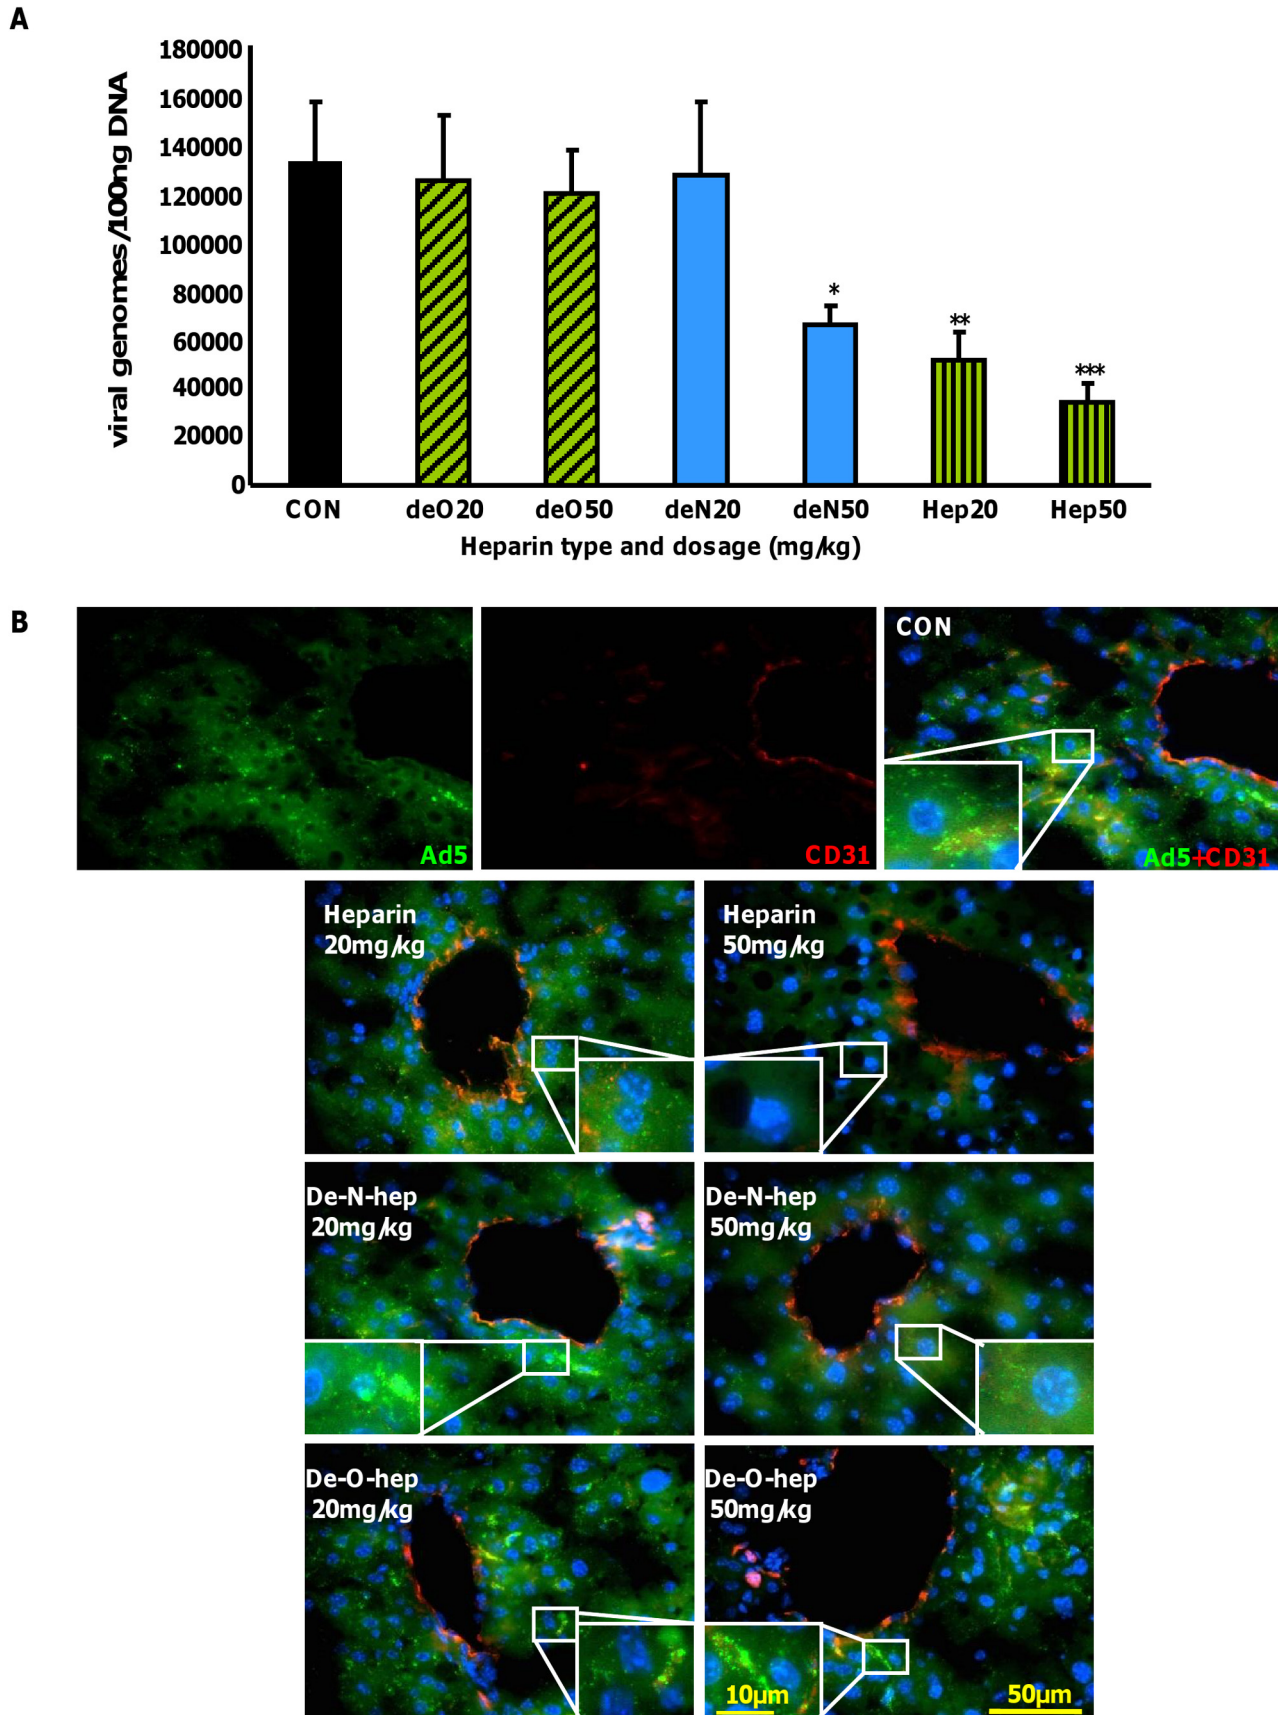 A
viral genomes/100ng DNA
180000
160000
140000
120000
100000
80000
60000
40000
20000
0
*
**
***
CON deO20 deO50 deN20 deN50 Hep20 Hep50
Heparin type and dosage (mg/kg)
B
Ad5
CD31
CON
Ad5+CD31
Heparin
20mg/kg
Heparin
50mg/kg
De-N-hep
20mg/kg
De-N-hep
50mg/kg
De-O-hep
20mg/kg
De-O-hep
50mg/kg
10µm
50µm